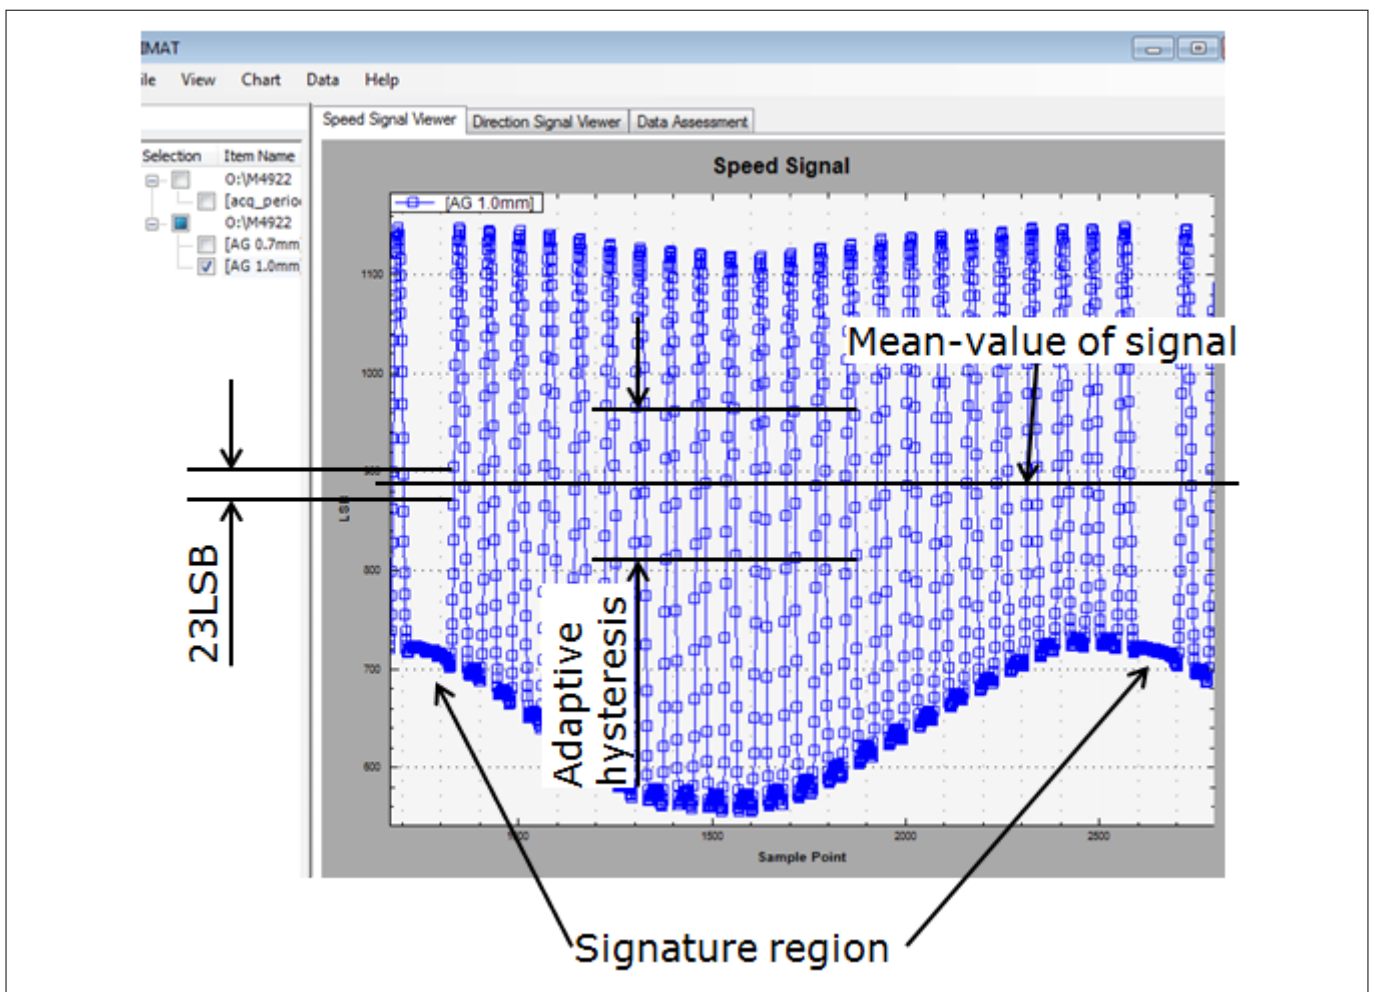 IMAT
ile View Chart Data Help
Speed Signal Viewer Direction Signal Viewer Data Assessment
Selection Item Name
O:\M4922
[acq_perio
O:\M4922
[AG 0.7mm
[AG 1.0mm
Speed Signal
[AG 1.0mm]
1100
1000
900
800
700
600
LSB
Mean-value of signal
23LSB
Adaptive
hysteresis
1500
2000
2500
Sample Point
Signature region